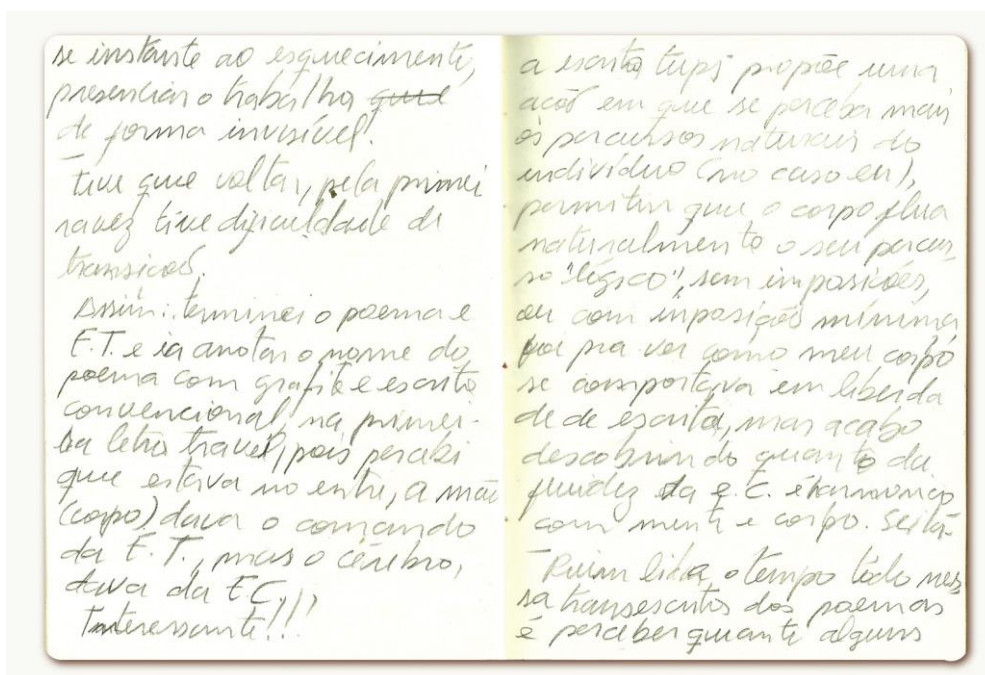 se instante ao esquecimento,
presenciar o trabalho que
de forma invisível!
Tive que voltar, pela primei
ra vez tive dificuldade de
transição.
Assim: terminei o poema e
E.T. e ia anotar o nome do
poema com grafite e escrita
convencional, na primei-
ra letra travei, pois percebi
que estava no entre, a mão
(corpo) dava o comando
da E.T., mas o cérebro,
dava da E.C.
Interessante!!!
a escrita tupi propõe uma
ação em que se perceba mais
os percursos naturais do
indivíduo (no caso eu),
permitir que o corpo flua
naturalmente o seu percur
so "lógico", sem imposições,
ou com imposição mínima
foi pra ver como meu corpo
se comportava em liberda
de de escrita, mas acabo
descobrindo quanto da
fluidez da e.c. é harmônica
com mente e corpo. Será-
o tempo todo nes
sa transescritos dos poemas
é perceber quanto alguns